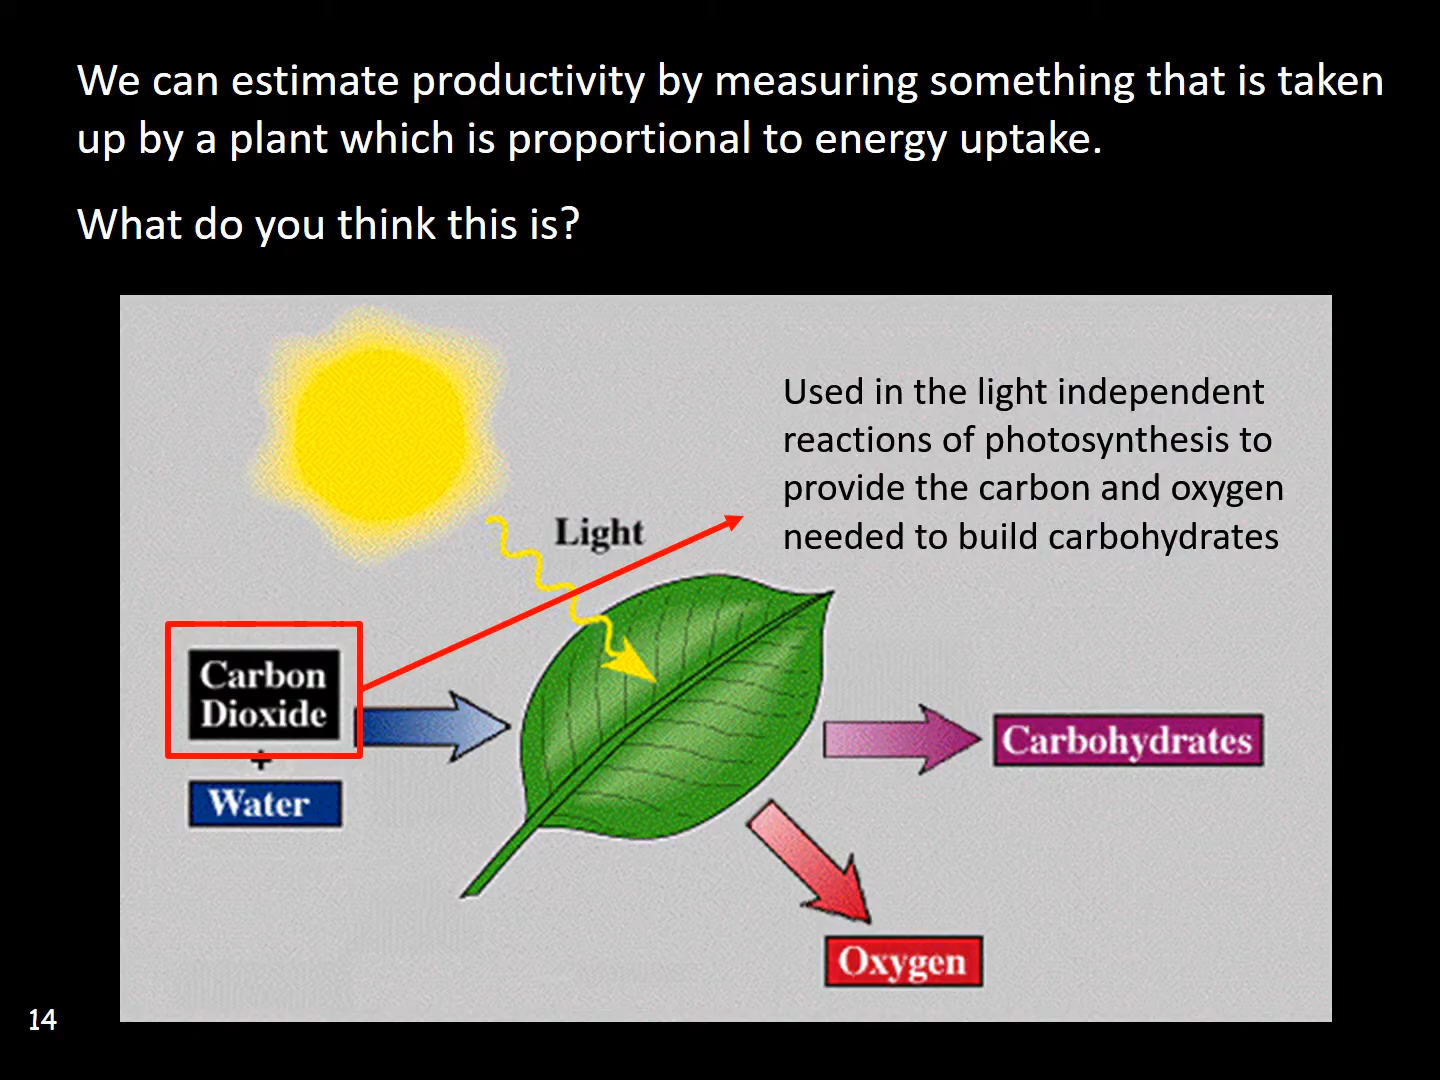 We can estimate productivity by measuring something that is taken
up by a plant which is proportional to energy uptake.
What do you think this is?
Used in the light independent
reactions of photosynthesis to
provide the carbon and oxygen
needed to build carbohydrates
Light
Carbon
Dioxide
+
Water
Carbohydrates
Oxygen
14